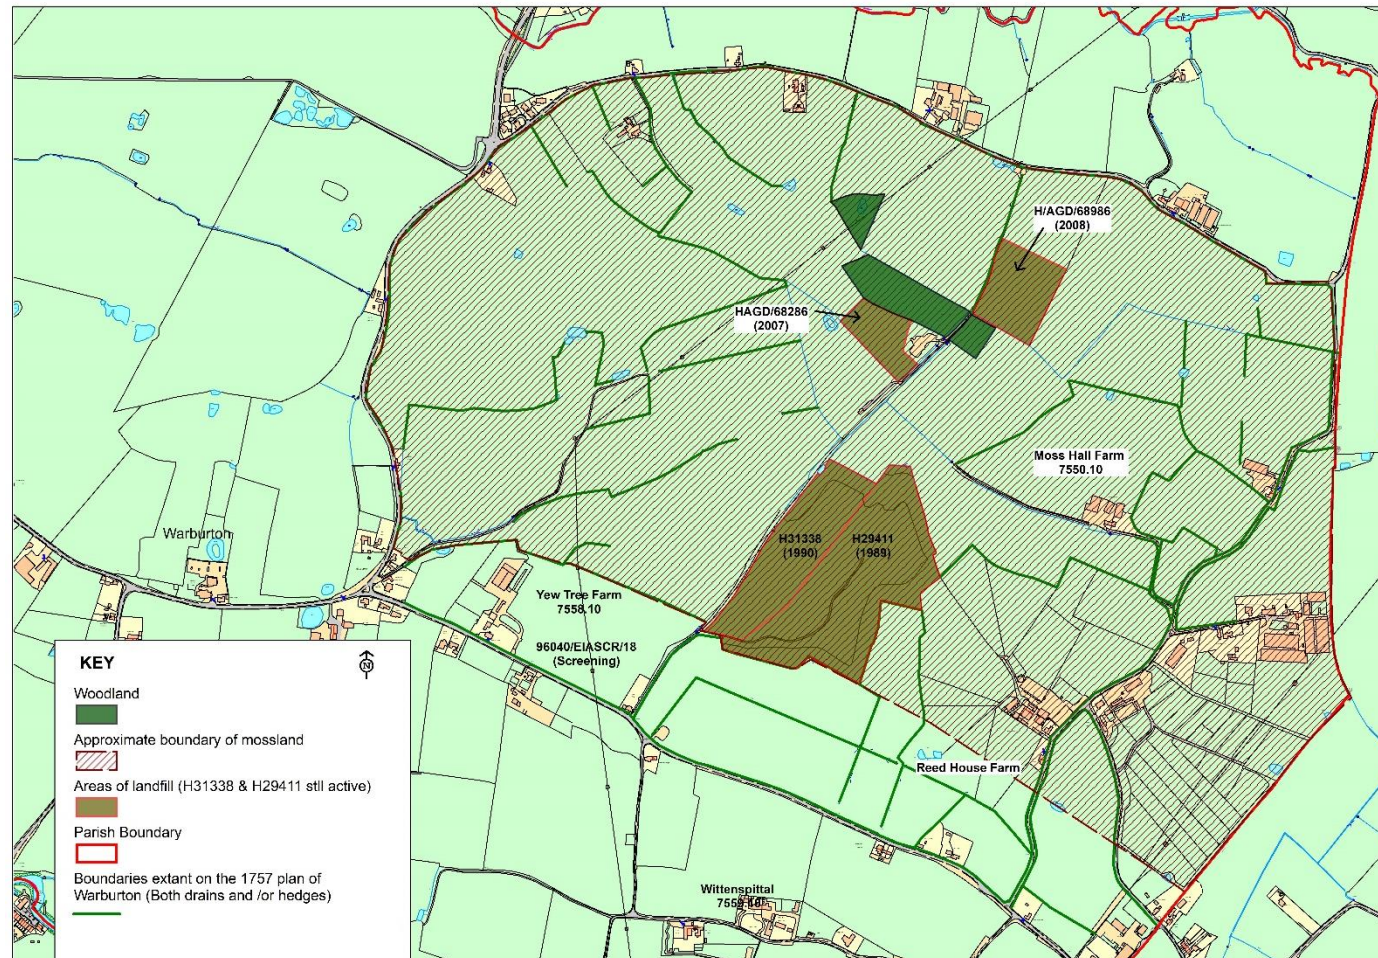 H/AGD/68986
(2008)
HAGD/68286
(2007)
Moss Hall Farm
7550.10
H31338
(1990)
H29411
(1989)
Warburton
Yew Tree Farm
7558.10
96040/EIASCR/18
(Screening)
Reed House Farm
Wittenspittal
KEY
N
Woodland
Approximate boundary of mossland
Areas of landfill (H31338 & H29411 stll active)
Parish Boundary
Boundaries extant on the 1757 plan of
Warburton (Both drains and /or hedges)